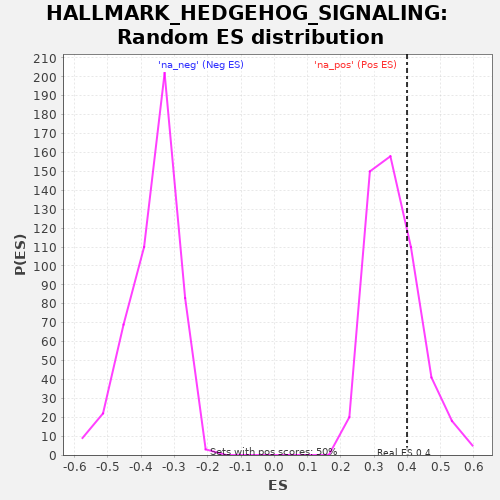 HALLMARK_HEDGEHOG_SIGNALING:
Random ES distribution
'na_neg' (Neg ES)
'na_pos' (Pos ES)
210
200
190
180
170
160
150
140
130
120
110
100
90
80
70
60
50
40
30
20
10
0
P(ES)
Sets with pos scores: 50%
Real ES 0.4
-0.6 -0.5 -0.4 -0.3 -0.2 -0.1 0.0 0.1 0.2 0.3 0.4 0.5 0.6
ES